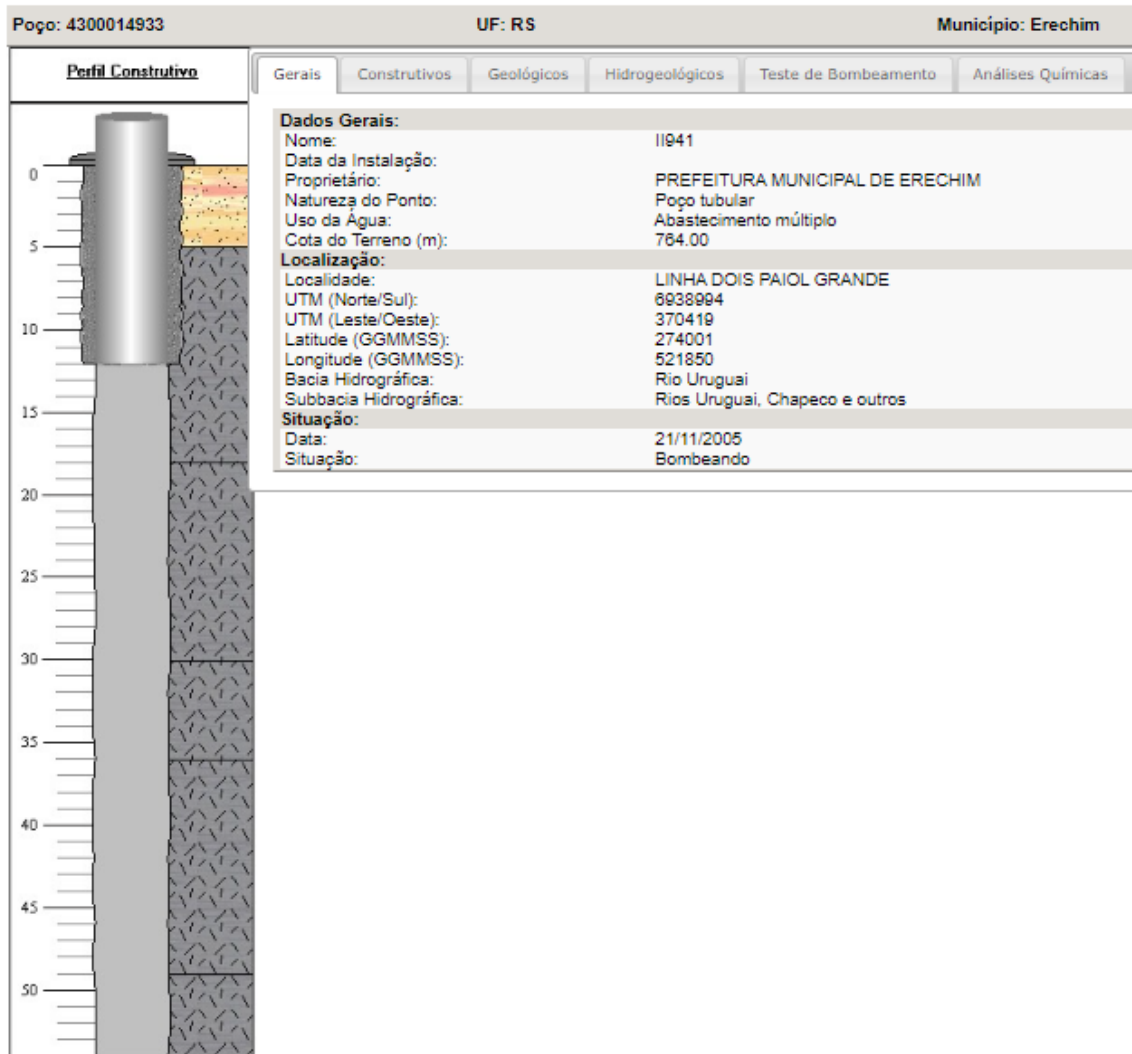 Poço: 4300014933 UF: RS Município: Erechim
Perfil Construtivo
Gerais Construtivos Geológicos Hidrogeológicos Teste de Bombeamento Análises Químicas
Dados Gerais:
Nome: II941
Data da Instalação:
Proprietário: PREFEITURA MUNICIPAL DE ERECHIM
Natureza do Ponto: Poço tubular
Uso da Água: Abastecimento múltiplo
Cota do Terreno (m): 764.00
Localização:
Localidade: LINHA DOIS PAIOL GRANDE
UTM (Norte/Sul): 6938994
UTM (Leste/Oeste): 370419
Latitude (GGMMSS): 274001
Longitude (GGMMSS): 521850
Bacia Hidrográfica: Rio Uruguai
Subbacia Hidrográfica: Rios Uruguai, Chapeco e outros
Situação:
Data: 21/11/2005
Situação: Bombeando
0
5
10
15
20
25
30
35
40
45
50